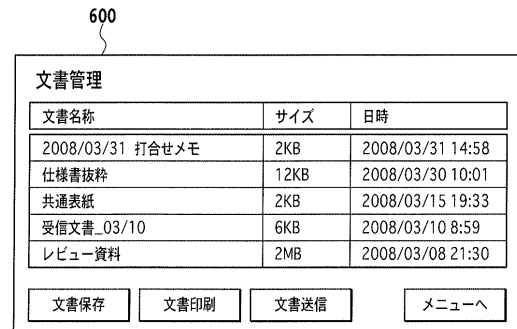 600
文書管理
文書名称 サイズ 日時
2008/03/31 打合せメモ 2KB 2008/03/31 14:58
仕様書抜粋 12KB 2008/03/30 10:01
共通表紙 2KB 2008/03/15 19:33
受信文書_03/10 6KB 2008/03/10 8:59
レビュー資料 2MB 2008/03/08 21:30
文書保存 文書印刷 文書送信 メニューへ